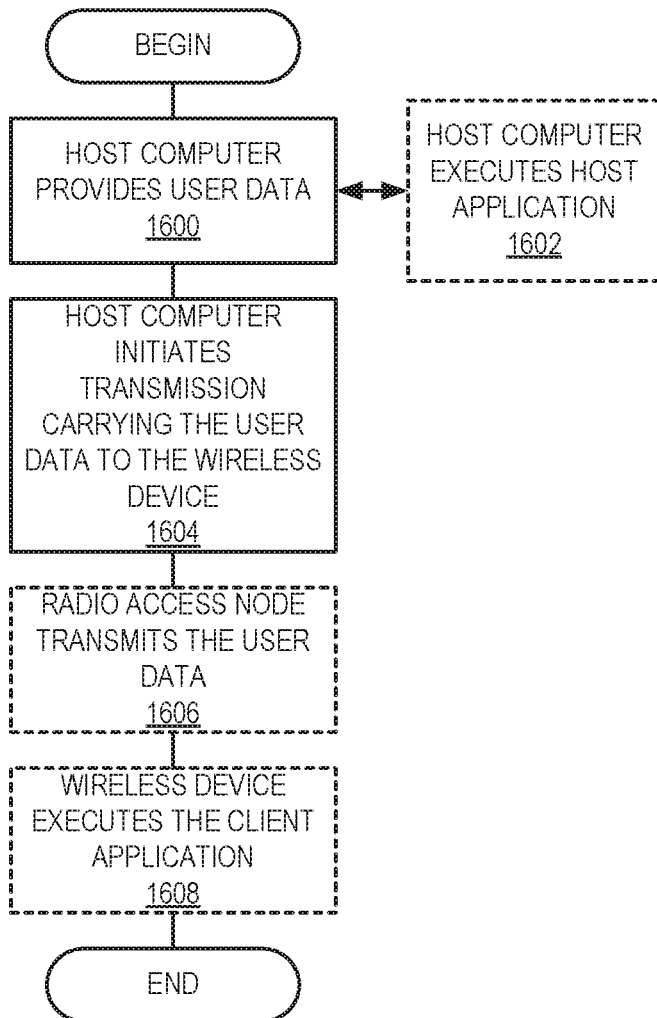 BEGIN
HOST COMPUTER
PROVIDES USER DATA
1600
HOST COMPUTER
EXECUTES HOST
APPLICATION
1602
HOST COMPUTER
INITIATES
TRANSMISSION
CARRYING THE USER
DATA TO THE WIRELESS
DEVICE
1604
RADIO ACCESS NODE
TRANSMITS THE USER
DATA
1606
WIRELESS DEVICE
EXECUTES THE CLIENT
APPLICATION
1608
END